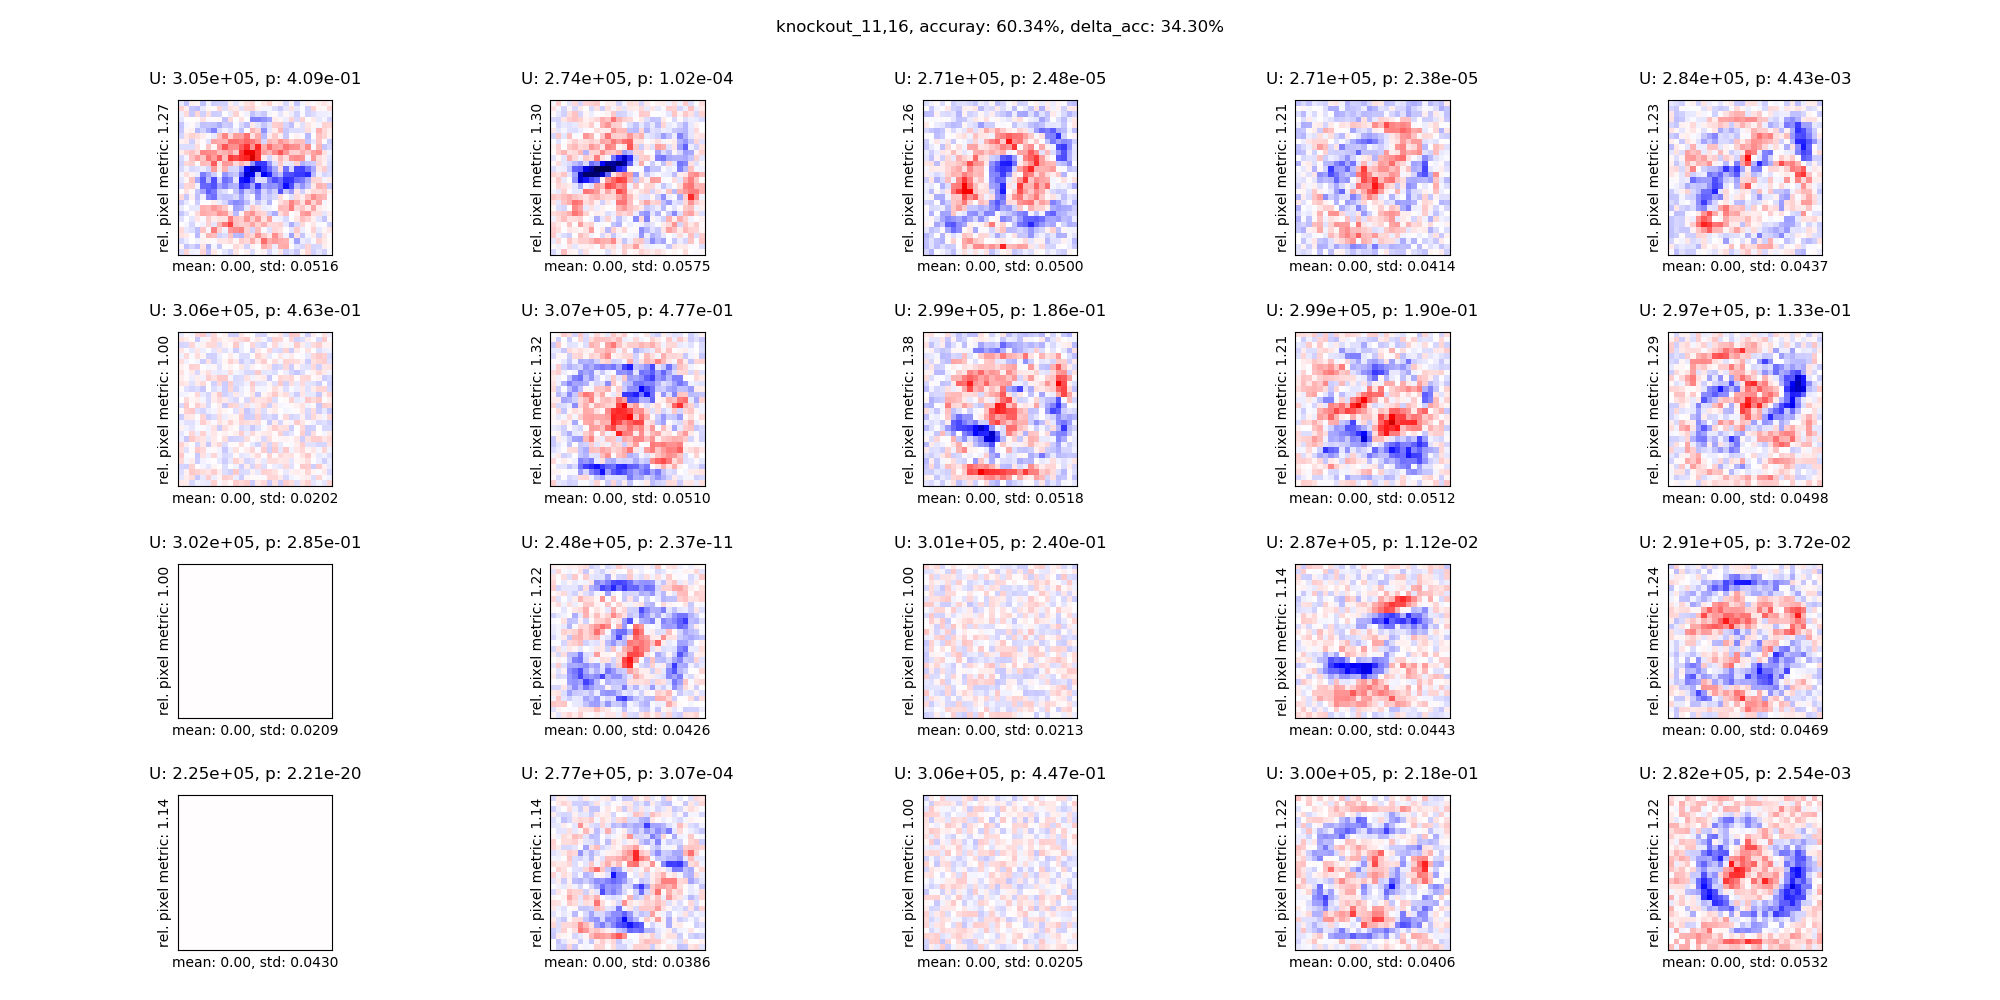 knockout_11,16, accuray: 60.34%, delta_acc: 34.30%
U: 3.05e+05, p: 4.09e-01
rel. pixel metric: 1.27
mean: 0.00, std: 0.0516
U: 2.74e+05, p: 1.02e-04
rel. pixel metric: 1.30
mean: 0.00, std: 0.0575
U: 2.71e+05, p: 2.48e-05
rel. pixel metric: 1.26
mean: 0.00, std: 0.0500
U: 2.71e+05, p: 2.38e-05
rel. pixel metric: 1.21
mean: 0.00, std: 0.0414
U: 2.84e+05, p: 4.43e-03
rel. pixel metric: 1.23
mean: 0.00, std: 0.0437
U: 3.06e+05, p: 4.63e-01
rel. pixel metric: 1.00
mean: 0.00, std: 0.0202
U: 3.07e+05, p: 4.77e-01
rel. pixel metric: 1.32
mean: 0.00, std: 0.0510
U: 2.99e+05, p: 1.86e-01
rel. pixel metric: 1.38
mean: 0.00, std: 0.0518
U: 2.99e+05, p: 1.90e-01
rel. pixel metric: 1.21
mean: 0.00, std: 0.0512
U: 2.97e+05, p: 1.33e-01
rel. pixel metric: 1.29
mean: 0.00, std: 0.0498
U: 3.02e+05, p: 2.85e-01
rel. pixel metric: 1.00
mean: 0.00, std: 0.0209
U: 2.48e+05, p: 2.37e-11
rel. pixel metric: 1.22
mean: 0.00, std: 0.0426
U: 3.01e+05, p: 2.40e-01
rel. pixel metric: 1.00
mean: 0.00, std: 0.0213
U: 2.87e+05, p: 1.12e-02
rel. pixel metric: 1.14
mean: 0.00, std: 0.0443
U: 2.91e+05, p: 3.72e-02
rel. pixel metric: 1.24
mean: 0.00, std: 0.0469
U: 2.25e+05, p: 2.21e-20
rel. pixel metric: 1.14
mean: 0.00, std: 0.0430
U: 2.77e+05, p: 3.07e-04
rel. pixel metric: 1.14
mean: 0.00, std: 0.0386
U: 3.06e+05, p: 4.47e-01
rel. pixel metric: 1.00
mean: 0.00, std: 0.0205
U: 3.00e+05, p: 2.18e-01
rel. pixel metric: 1.22
mean: 0.00, std: 0.0406
U: 2.82e+05, p: 2.54e-03
rel. pixel metric: 1.22
mean: 0.00, std: 0.0532